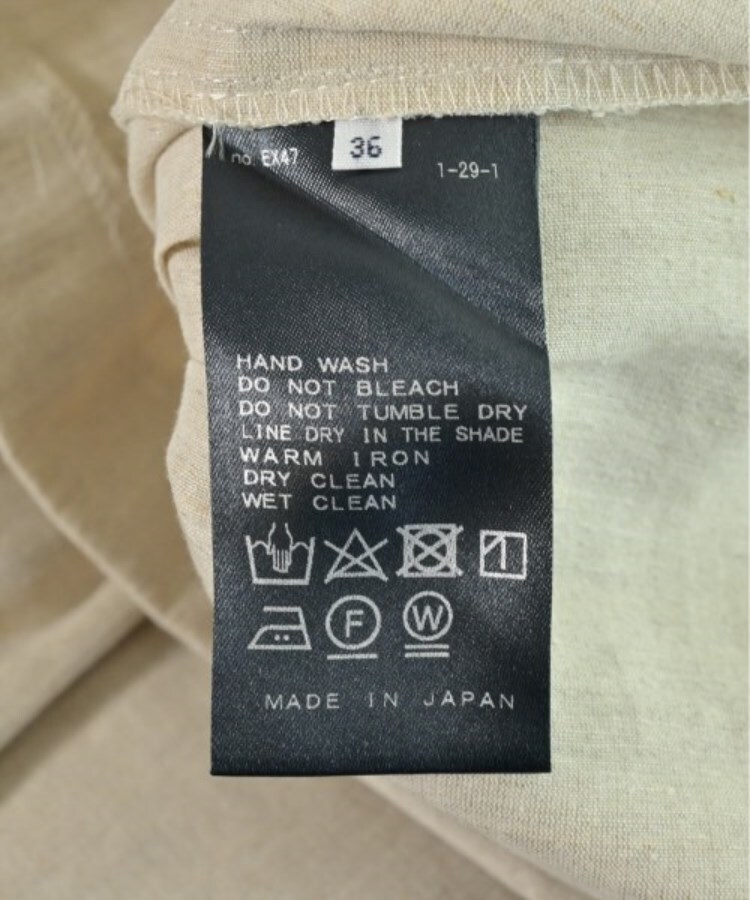 no EX47
36
1-29-1
HAND WASH
DO NOT BLEACH
DO NOT TUMBLE DRY
LINE DRY IN THE SHADE
WARM IRON
DRY CLEAN
WET CLEAN
F
W
MADE IN JAPAN